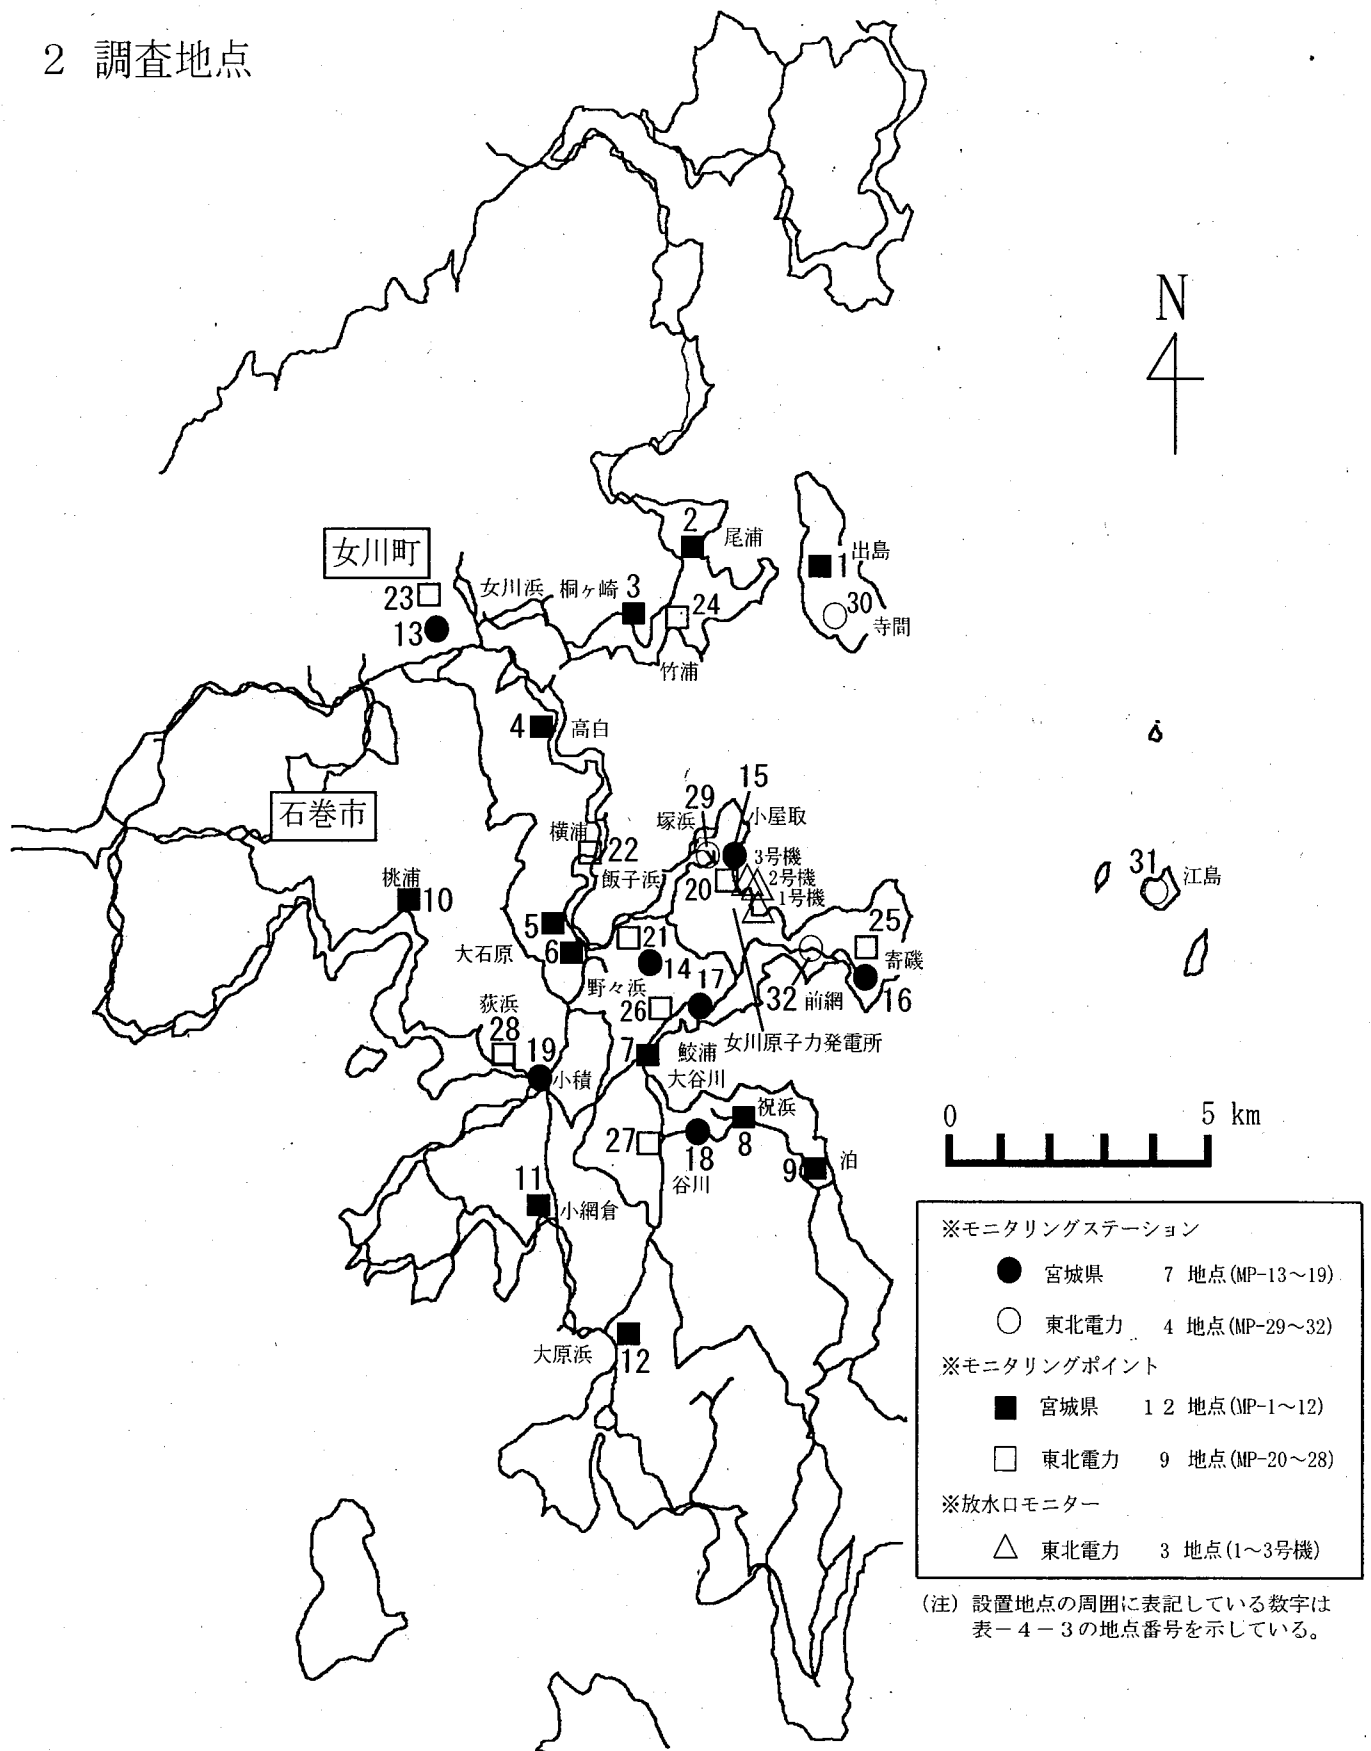 2 調査地点
N
2
尾浦
女川町
1
出島
女川浜
桐ヶ崎
3
23
24
30
13
寺間
竹浦
4
高白
15
29
塚浜
小屋取
石巻市
横浦
22
3号機
飯子浜
20
2号機
1号機
31
江島
桃浦
10
5
21
25
大石原
6
14
寄磯
野々浜
17
16
荻浜
26
32
前網
28
19
7
鮫浦
女川原子力発電所
小積
大谷川
祝浜
0 5 km
27
18
8
9
泊
谷川
11
小網倉
大原浜
12
※モニタリングステーション
● 宮城県 7 地点(MP-13～19)
○ 東北電力 4 地点(MP-29～32)
※モニタリングポイント
■ 宮城県 12 地点(MP-1～12)
□ 東北電力 9 地点(MP-20～28)
※放水口モニター
△ 東北電力 3 地点(1～3号機)
(注) 設置地点の周囲に表記している数字は
表－4－3の地点番号を示している。